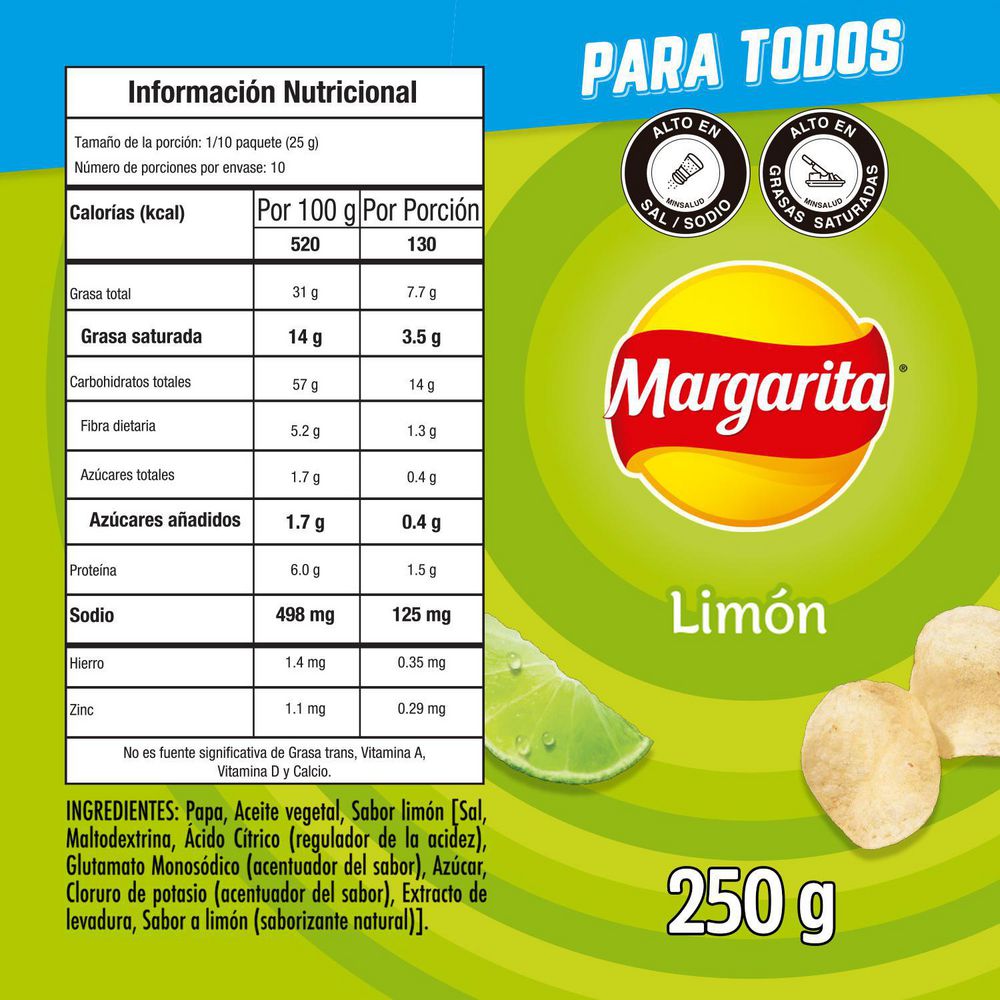 PARA TODOS
Información Nutricional
Tamaño de la porción: 1/10 paquete (25 g)
Número de porciones por envase: 10
Calorías (kcal) Por 100 g Por Porción
520 130
Grasa total 31 g 7.7 g
Grasa saturada 14 g 3.5 g
Carbohidratos totales 57 g 14 g
Fibra dietaria 5.2 g 1.3 g
Azúcares totales 1.7 g 0.4 g
Azúcares añadidos 1.7 g 0.4 g
Proteína 6.0 g 1.5 g
Sodio 498 mg 125 mg
Hierro 1.4 mg 0.35 mg
Zinc 1.1 mg 0.29 mg
No es fuente significativa de Grasa trans, Vitamina A,
Vitamina D y Calcio.
INGREDIENTES: Papa, Aceite vegetal, Sabor limón [Sal,
Maltodextrina, Ácido Cítrico (regulador de la acidez),
Glutamato Monosódico (acentuador del sabor), Azúcar,
Cloruro de potasio (acentuador del sabor), Extracto de
levadura, Sabor a limón (saborizante natural)].
ALTO EN
MINSALUD
SAL / SODIO
ALTO EN
MINSALUD
GRASAS SATURADAS
Margarita®
Limón
250 g